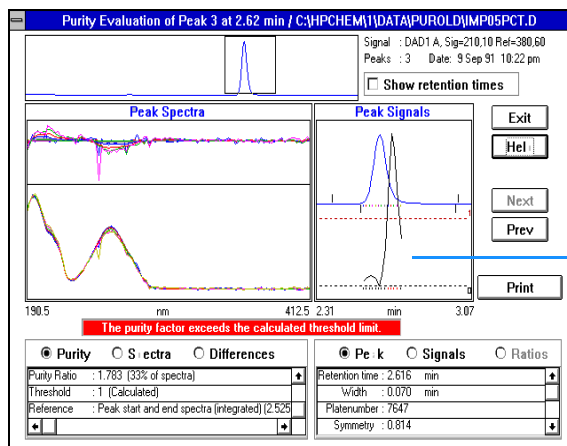 Purity Evaluation of Peak 3 at 2.62 min / C:\HPCHEM\1\DATA\PUROLD\IMP05PCT.D
Signal : DAD1 A, Sig=210,10 Ref=380,60
Peaks : 3 Date: 9 Sep 91 10:22 pm
Show retention times
Peak Spectra
Peak Signals
Exit
Hel
Next
Prev
Print
1
0
190.5 nm 412.5
2.31 min 3.07
The purity factor exceeds the calculated threshold limit.
Purity S ectra Differences
Pe k Signals Ratios
Purity Ratio : 1.783 (33% of spectra)
Threshold : 1 (Calculated)
Reference : Peak start and end spectra (integrated) (2.525
Retention time : 2.616 min
Width : 0.070 min
Platenumber : 7647
Symmetry : 0.814